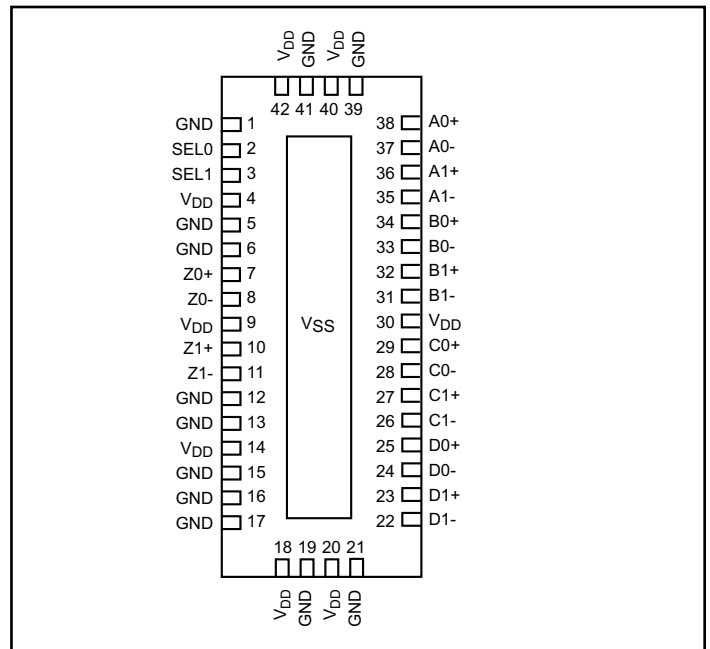 VDD GND VDD GND
42 41 40 39
GND 1
SEL0 2
SEL1 3
VDD 4
GND 5
GND 6
Z0+ 7
Z0- 8
VDD 9
Z1+ 10
Z1- 11
GND 12
GND 13
VDD 14
GND 15
GND 16
GND 17
VSS
38 A0+
37 A0-
36 A1+
35 A1-
34 B0+
33 B0-
32 B1+
31 B1-
30 VDD
29 C0+
28 C0-
27 C1+
26 C1-
25 D0+
24 D0-
23 D1+
22 D1-
18 19 20 21
VDD GND VDD GND